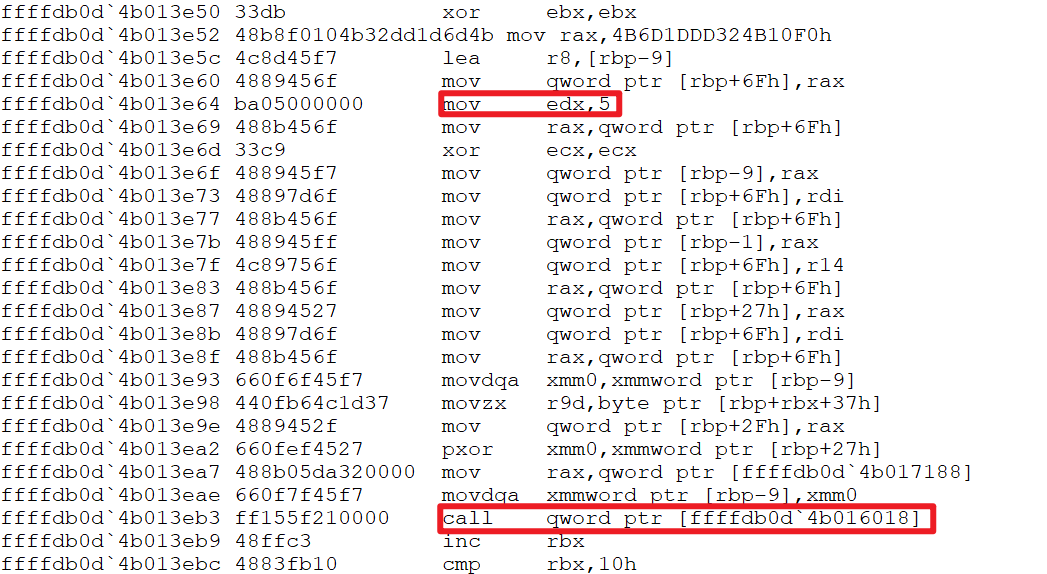 ffffdb0d`4b013e50 33db            xor     ebx,ebx
ffffdb0d`4b013e52 48b8f0104b32dd1d6d4b mov rax,4B6D1DDD324B10F0h
ffffdb0d`4b013e5c 4c8d45f7        lea     r8,[rbp-9]
ffffdb0d`4b013e60 4889456f        mov     qword ptr [rbp+6Fh],rax
ffffdb0d`4b013e64 ba05000000      mov     edx,5
ffffdb0d`4b013e69 488b456f        mov     rax,qword ptr [rbp+6Fh]
ffffdb0d`4b013e6d 33c9            xor     ecx,ecx
ffffdb0d`4b013e6f 488945f7        mov     qword ptr [rbp-9],rax
ffffdb0d`4b013e73 48897d6f        mov     qword ptr [rbp+6Fh],rdi
ffffdb0d`4b013e77 488b456f        mov     rax,qword ptr [rbp+6Fh]
ffffdb0d`4b013e7b 488945ff        mov     qword ptr [rbp-1],rax
ffffdb0d`4b013e7f 4c89756f        mov     qword ptr [rbp+6Fh],r14
ffffdb0d`4b013e83 488b456f        mov     rax,qword ptr [rbp+6Fh]
ffffdb0d`4b013e87 48894527        mov     qword ptr [rbp+27h],rax
ffffdb0d`4b013e8b 48897d6f        mov     qword ptr [rbp+6Fh],rdi
ffffdb0d`4b013e8f 488b456f        mov     rax,qword ptr [rbp+6Fh]
ffffdb0d`4b013e93 660f6f45f7      movdqa  xmm0,xmmword ptr [rbp-9]
ffffdb0d`4b013e98 440fb64c1d37    movzx   r9d,byte ptr [rbp+rbx+37h]
ffffdb0d`4b013e9e 4889452f        mov     qword ptr [rbp+2Fh],rax
ffffdb0d`4b013ea2 660fef4527      pxor    xmm0,xmmword ptr [rbp+27h]
ffffdb0d`4b013ea7 488b05da320000  mov     rax,qword ptr [ffffdb0d`4b017188]
ffffdb0d`4b013eae 660f7f45f7      movdqa  xmmword ptr [rbp-9],xmm0
ffffdb0d`4b013eb3 ff155f210000    call    qword ptr [ffffdb0d`4b016018]
ffffdb0d`4b013eb9 48ffc3          inc     rbx
ffffdb0d`4b013ebc 4883fb10        cmp     rbx,10h